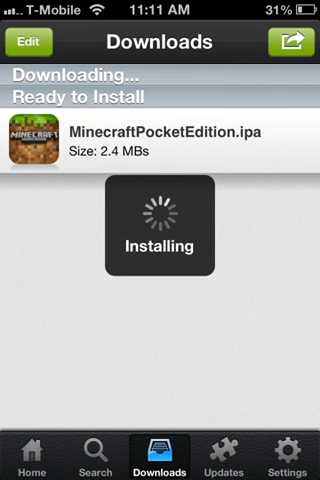 T-Mobile 11:11 AM 31%
Edit Downloads
Downloading...
Ready to Install
MINECRAFT
MinecraftPocketEdition.ipa
Size: 2.4 MBs
Installing
Home Search Downloads Updates Settings